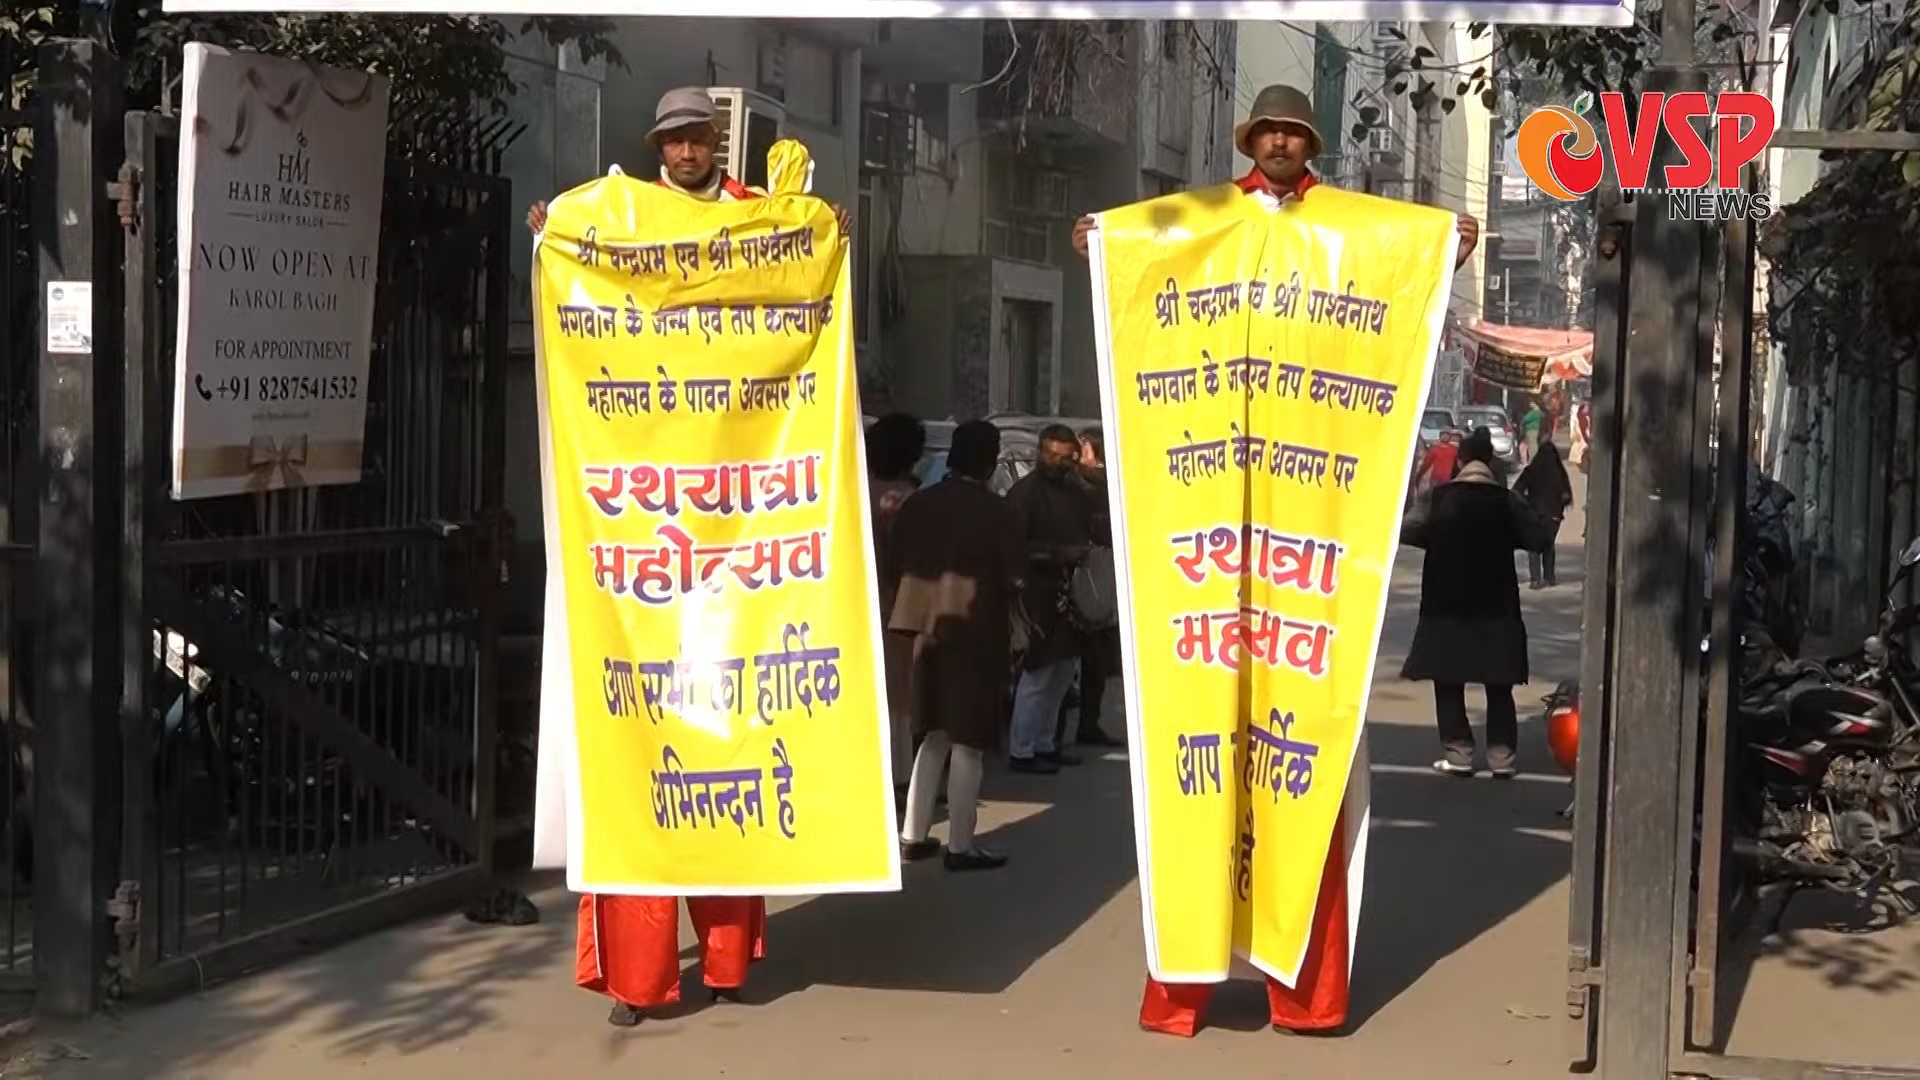 HM
HAIR MASTERS
LUXURY SALON
NOW OPEN AT
KAROL BAGH
FOR APPOINTMENT
+91 8287541532
श्री चन्द्रप्रभ एवं श्री पार्श्वनाथ
भगवान के जन्म एवं तप कल्याणक
महोत्सव के पावन अवसर पर
रथयात्रा
महोत्सव
आप सभी का हार्दिक
अभिनन्दन है
श्री चन्द्रप्रभ एवं श्री पार्श्वनाथ
भगवान के जन्म एवं तप कल्याणक
महोत्सव के अवसर पर
रथयात्रा
महोत्सव
आप हार्दिक
है
VSP
NEWS